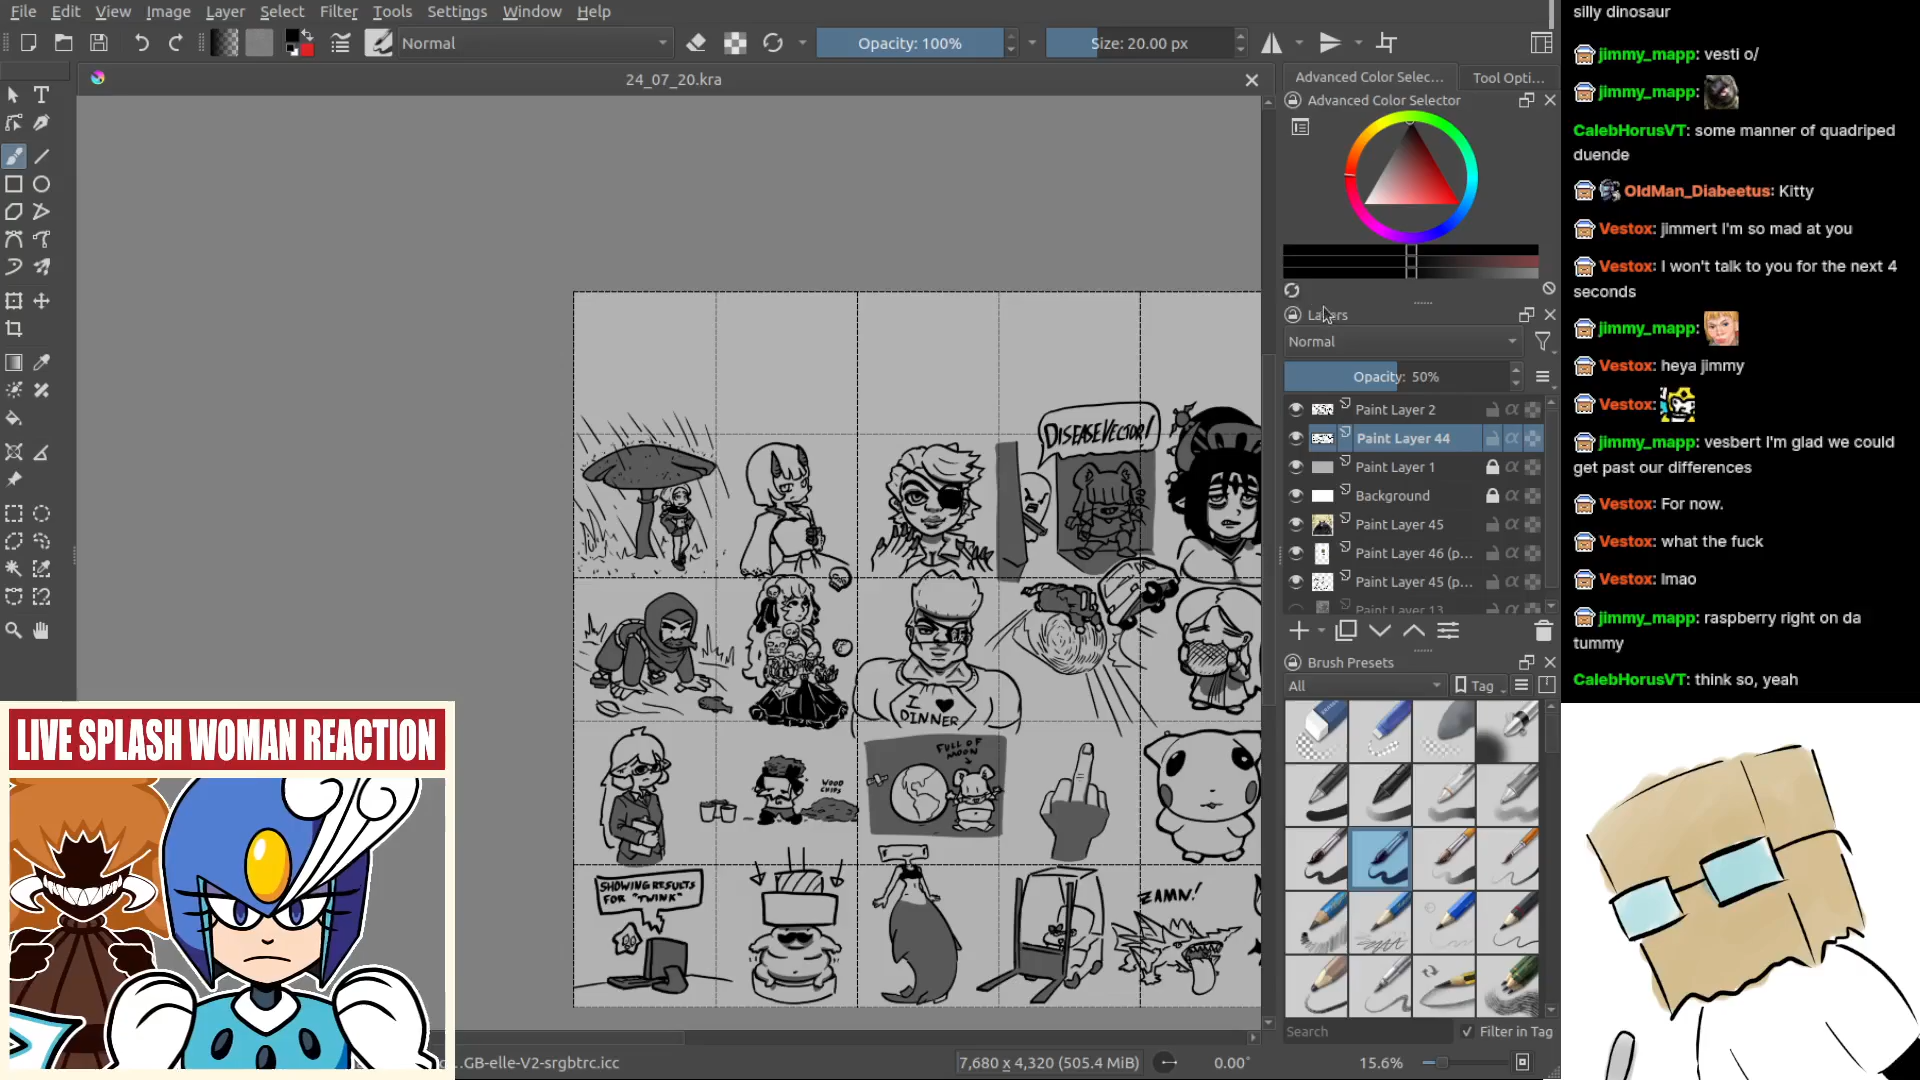 File Edit View Image Layer Select Filter Tools Settings Window Help
Normal
Opacity: 100%
Size: 20.00 px
24_07_20.kra
Advanced Color Selec...
Tool Opti...
Advanced Color Selector
Layers
Normal
Opacity: 50%
Paint Layer 2
Paint Layer 44
Paint Layer 1
Background
Paint Layer 45
Paint Layer 46 (p...
Paint Layer 45 (p...
Paint Layer 13
Brush Presets
All
Tag
Search
Filter in Tag
DISEASE VECTOR!
I ♥
DINNER
WOOD
CHIPS
FULL OF
MOON
SHOWING RESULTS
FOR "TWINK"
ZAMN!
...GB-elle-V2-srgbtrc.icc
7,680 x 4,320 (505.4 MiB)
0.00°
15.6%
LIVE SPLASH WOMAN REACTION
silly dinosaur
jimmy_mapp: vesti o/
jimmy_mapp:
CalebHorusVT: some manner of quadriped
duende
OldMan_Diabeetus: Kitty
Vestox: jimmert I'm so mad at you
Vestox: I won't talk to you for the next 4
seconds
jimmy_mapp:
Vestox: heya jimmy
Vestox:
jimmy_mapp: vesbert I'm glad we could
get past our differences
Vestox: For now.
Vestox: what the fuck
Vestox: lmao
jimmy_mapp: raspberry right on da
tummy
CalebHorusVT: think so, yeah